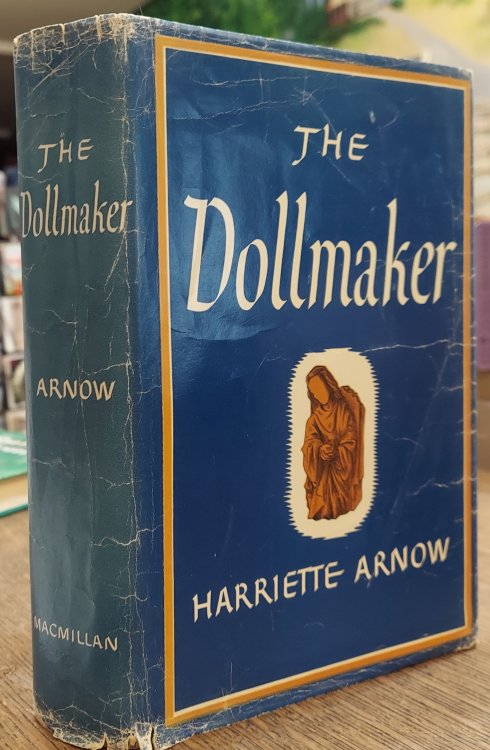 THE
Dollmaker
ARNOW
MACMILLAN
THE
Dollmaker
HARRIETTE ARNOW